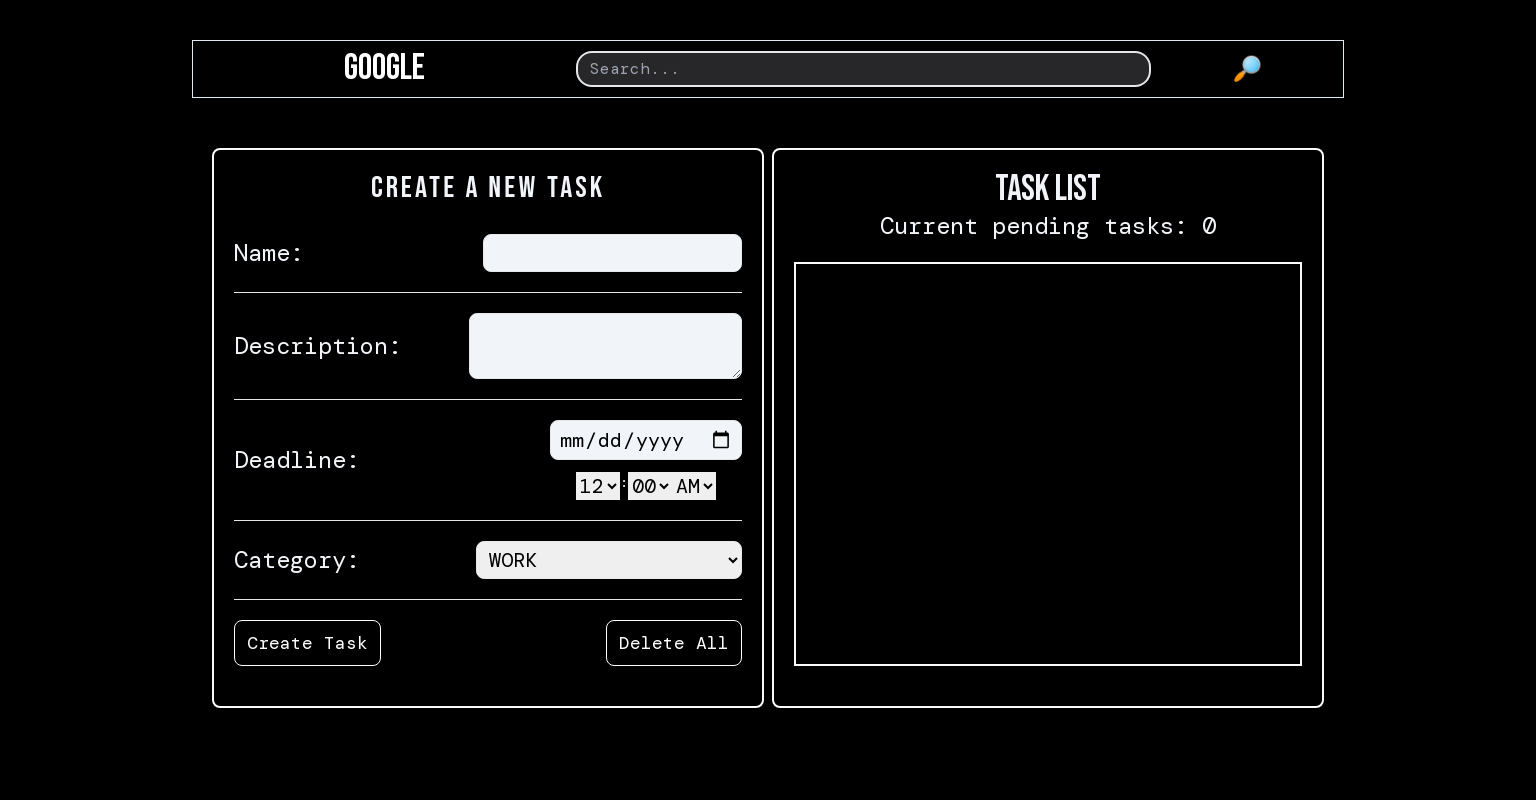 GOOGLE
Search...
CREATE A NEW TASK
Name:
Description:
Deadline:
mm/dd/yyyy
12:00 AM
Category:
WORK
Create Task
Delete All
TASK LIST
Current pending tasks: 0